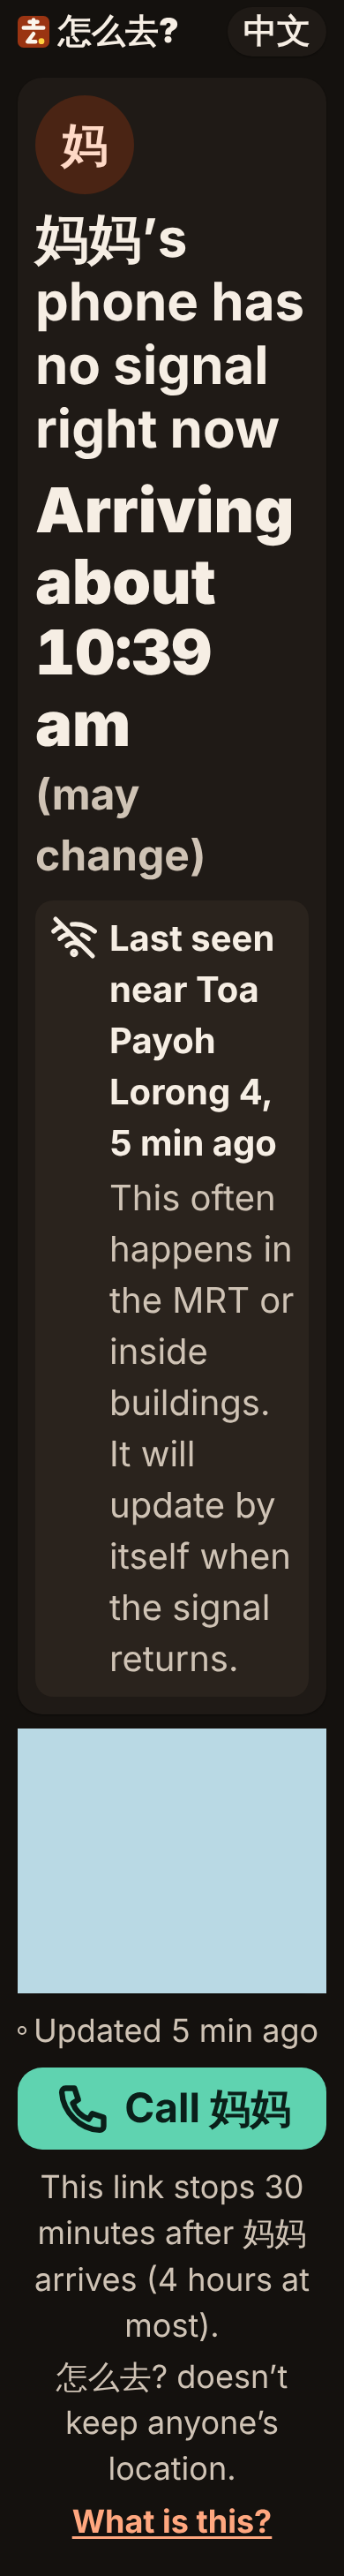 怎么去?
中文
妈
妈妈’s
phone has
no signal
right now
Arriving
about
10:39
am
(may
change)
Last seen
near Toa
Payoh
Lorong 4,
5 min ago
This often
happens in
the MRT or
inside
buildings.
It will
update by
itself when
the signal
returns.
Updated 5 min ago
Call 妈妈
This link stops 30
minutes after 妈妈
arrives (4 hours at
most).
怎么去? doesn’t
keep anyone’s
location.
What is this?